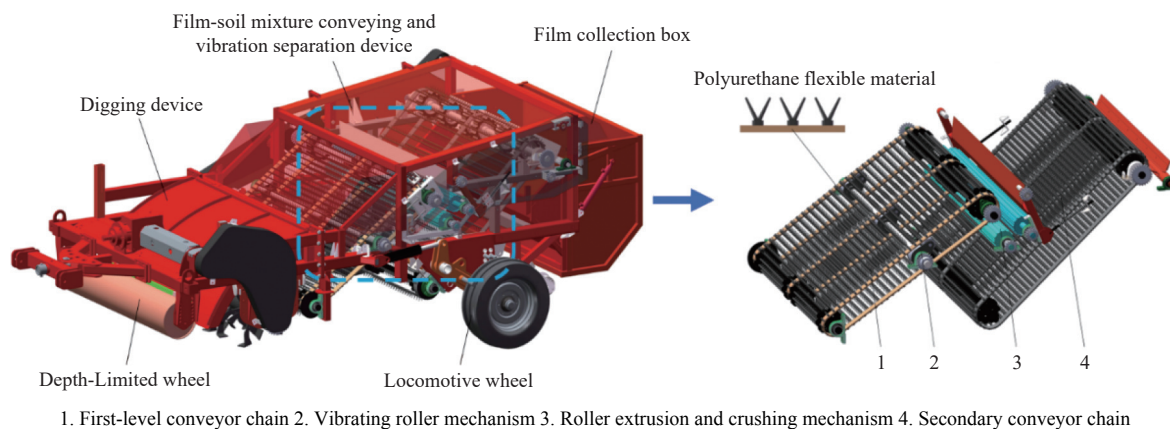 Film-soil mixture conveying and
vibration separation device
Film collection box
Digging device
Polyurethane flexible material
Depth-Limited wheel
Locomotive wheel
1 2 3 4
1. First-level conveyor chain 2. Vibrating roller mechanism 3. Roller extrusion and crushing mechanism 4. Secondary conveyor chain